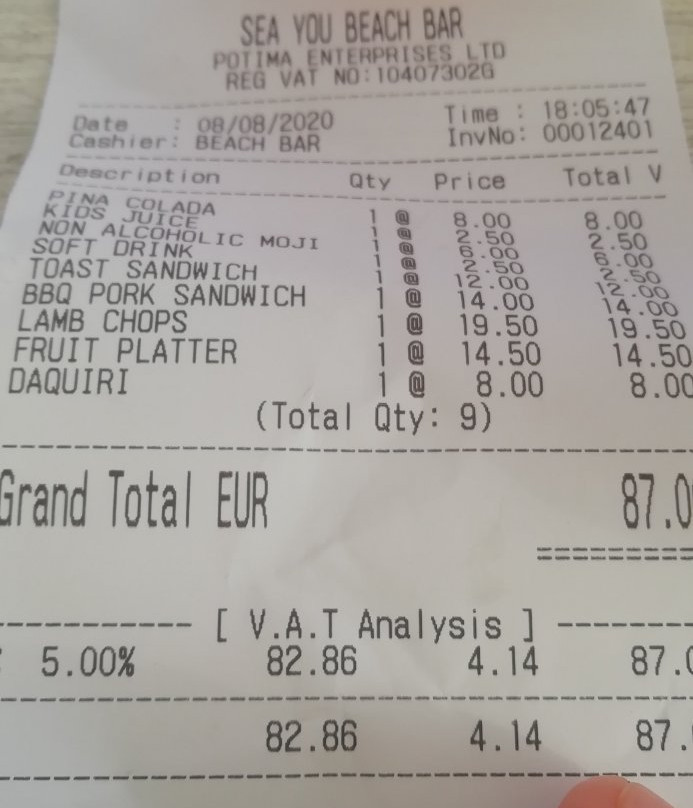 SEA YOU BEACH BAR
POTIMA ENTERPRISES LTD
REG VAT NO:10407302G
Date : 08/08/2020 Time : 18:05:47
Cashier: BEACH BAR InvNo: 00012401
Description Qty Price Total V
PINA COLADA 1 @ 8.00 8.00
KIDS JUICE 1 @ 2.50 2.50
NON ALCOHOLIC MOJI 1 @ 6.00 6.00
SOFT DRINK 1 @ 2.50 2.50
TOAST SANDWICH 1 @ 12.00 12.00
BBQ PORK SANDWICH 1 @ 14.00 14.00
LAMB CHOPS 1 @ 19.50 19.50
FRUIT PLATTER 1 @ 14.50 14.50
DAQUIRI 1 @ 8.00 8.00
(Total Qty: 9)
Grand Total EUR 87.0
[ V.A.T Analysis ]
5.00% 82.86 4.14 87.0
82.86 4.14 87.